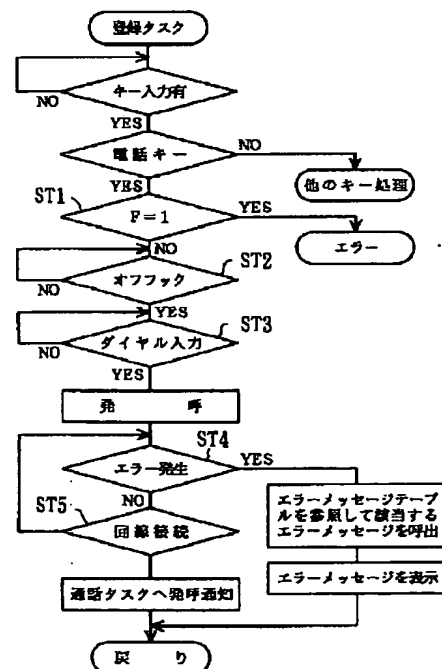 登録タスク
キー入力有
NO
YES
電話キー
NO
他のキー処理
YES
ST1
F=1
YES
エラー
NO
オフフック
ST2
NO
YES
ST3
ダイヤル入力
NO
YES
発呼
ST4
エラー発生
YES
NO
ST5
回線接続
エラーメッセージテーブ
ルを参照して該当する
エラーメッセージを呼出
通話タスクへ発呼通知
エラーメッセージを表示
戻り